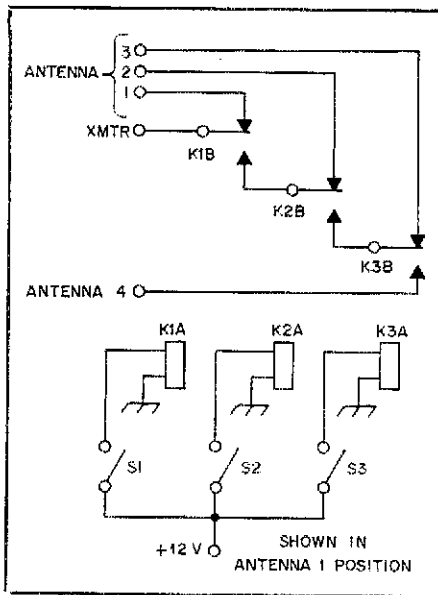 3
ANTENNA 2
1
XMTR
K1B
K2B
K3B
ANTENNA 4
K1A K2A K3A
S1 S2 S3
+12 V
SHOWN IN
ANTENNA 1 POSITION